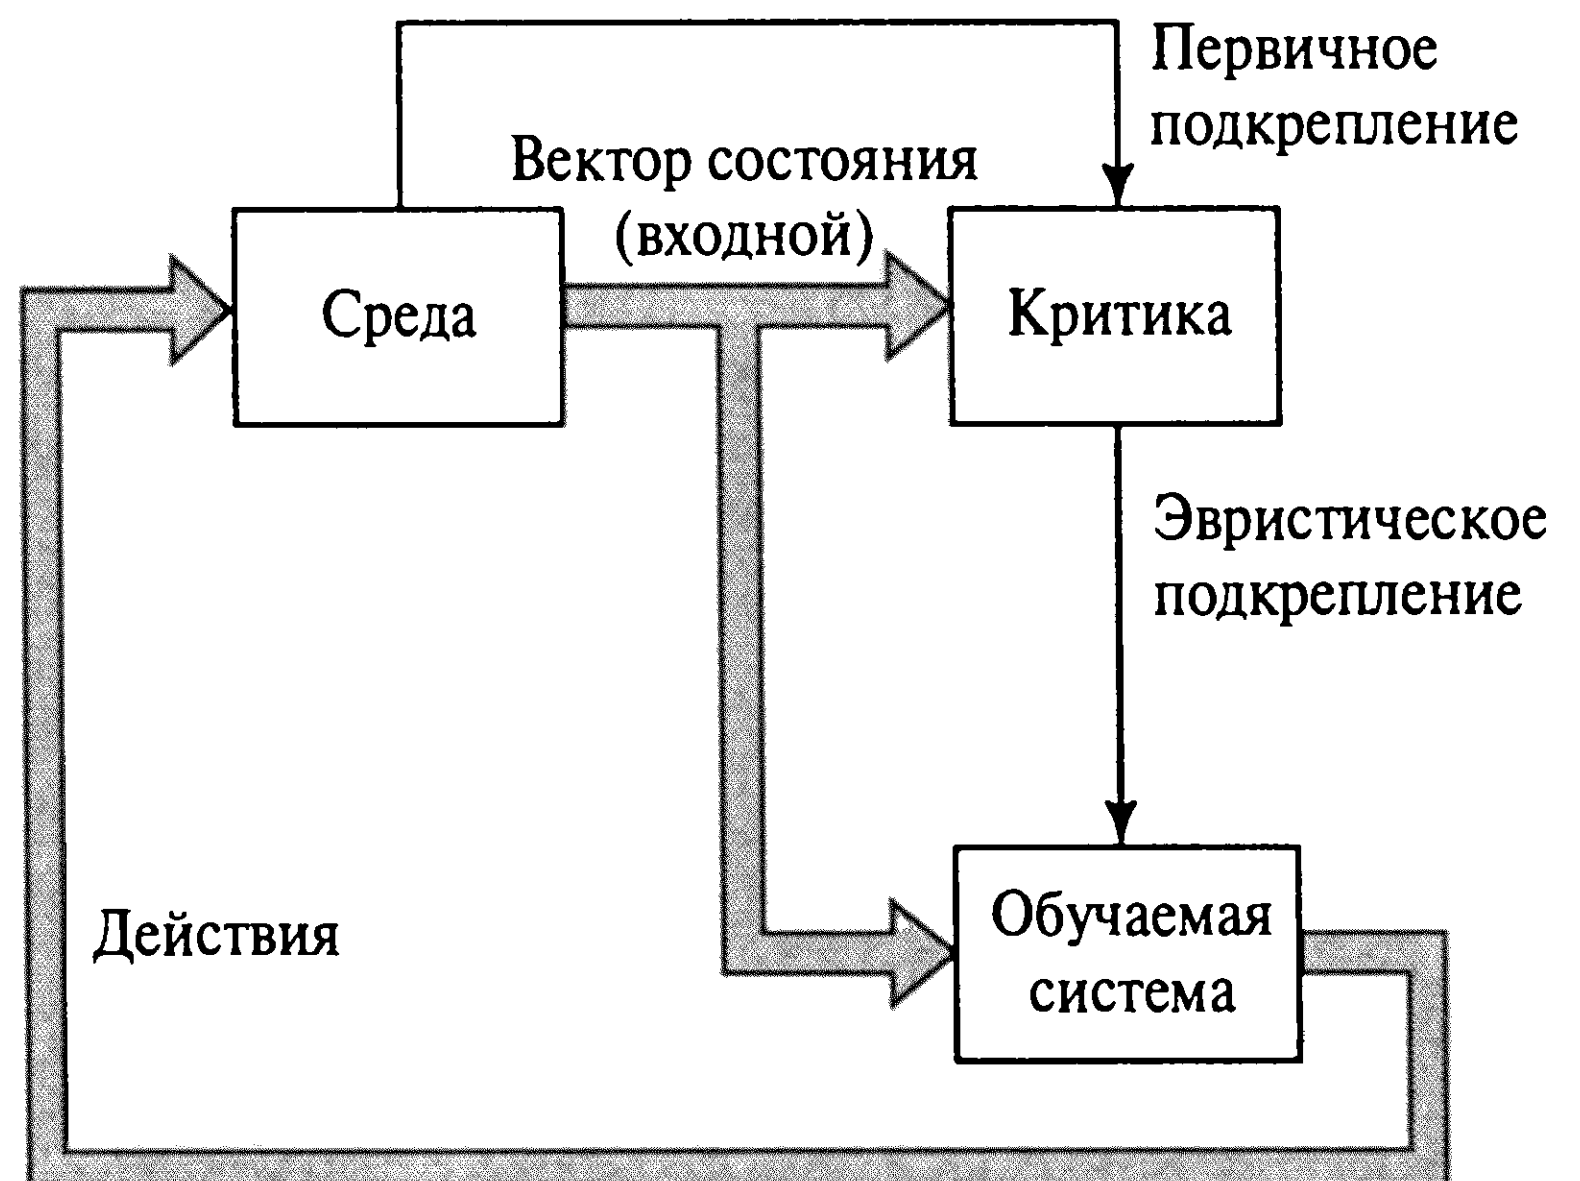 Первичное
подкрепление
Вектор состояния
(входной)
Среда
Критика
Эвристическое
подкрепление
Действия
Обучаемая
система